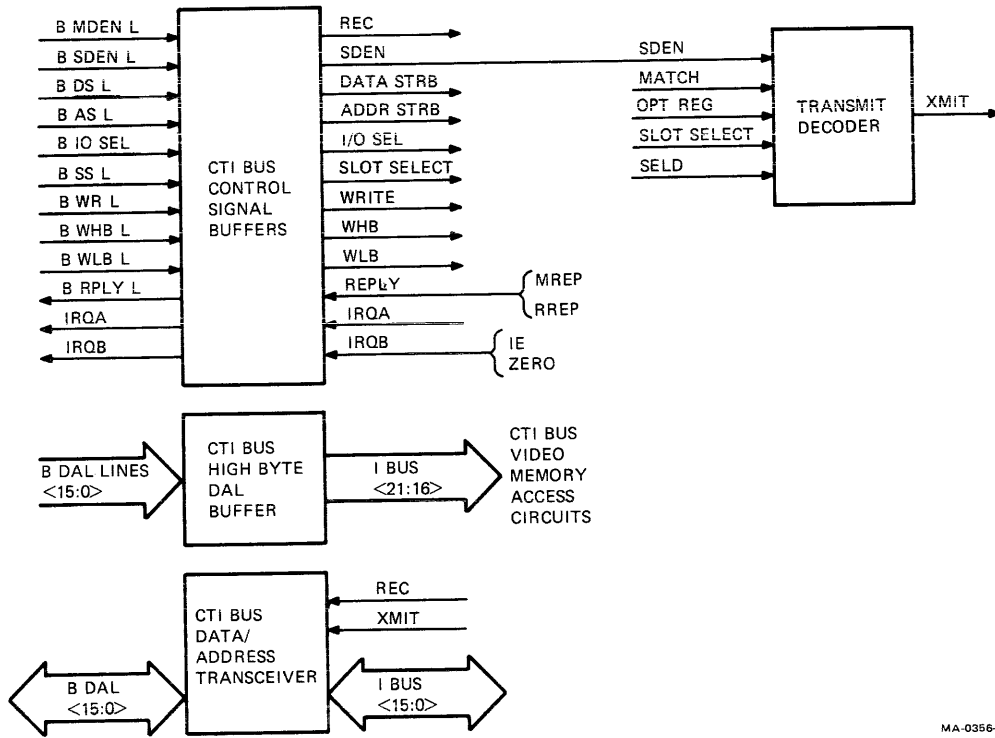 B MDEN L
B SDEN L
B DS L
B AS L
B IO SEL
B SS L
B WR L
B WHB L
B WLB L
B RPLY L
IRQA
IRQB
CTI BUS
CONTROL
SIGNAL
BUFFERS
REC
SDEN
DATA STRB
ADDR STRB
I/O SEL
SLOT SELECT
WRITE
WHB
WLB
REPLY
IRQA
IRQB
MREP
RREP
IE
ZERO
SDEN
MATCH
OPT REG
SLOT SELECT
SELD
TRANSMIT
DECODER
XMIT
B DAL LINES
<15:0>
CTI BUS
HIGH BYTE
DAL
BUFFER
I BUS
<21:16>
CTI BUS
VIDEO
MEMORY
ACCESS
CIRCUITS
CTI BUS
DATA/
ADDRESS
TRANSCEIVER
REC
XMIT
B DAL
<15:0>
I BUS
<15:0>
MA-0356-